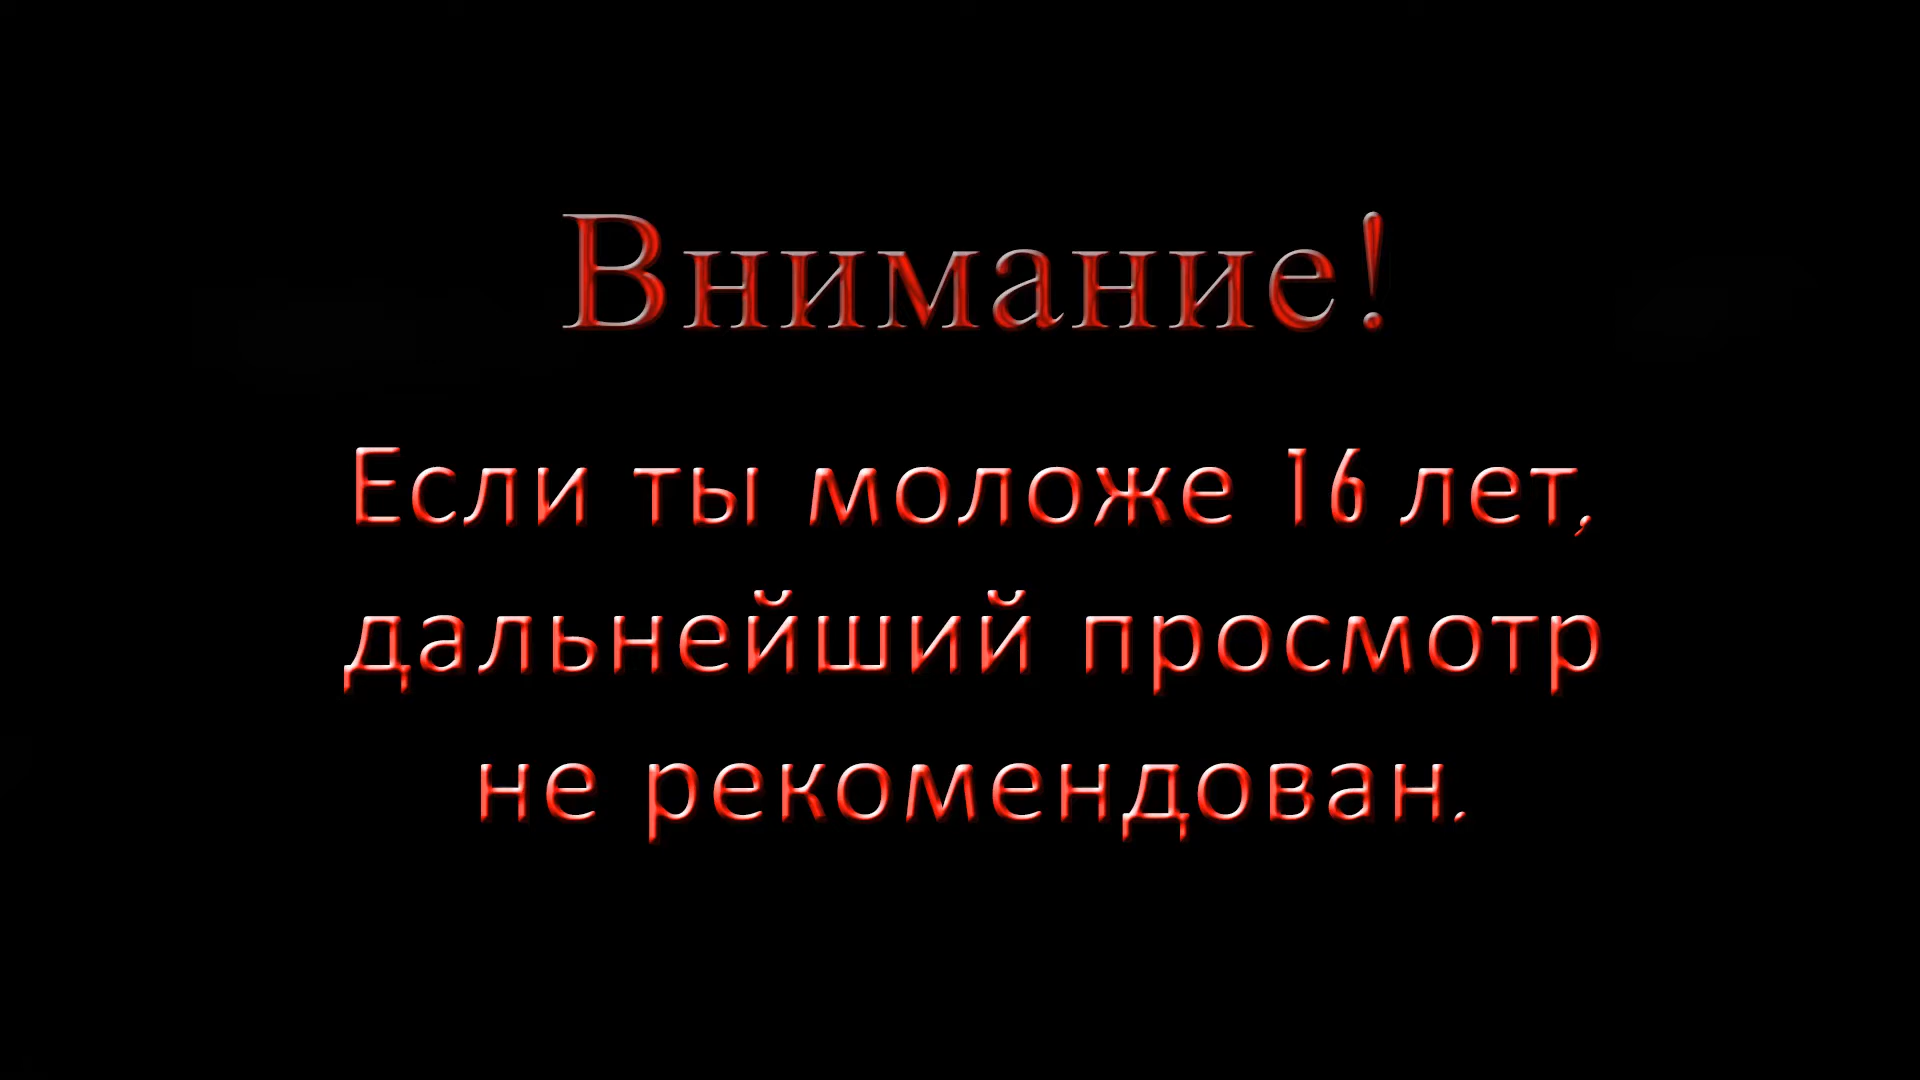 Внимание!
Если ты моложе 16 лет,
дальнейший просмотр
не рекомендован.